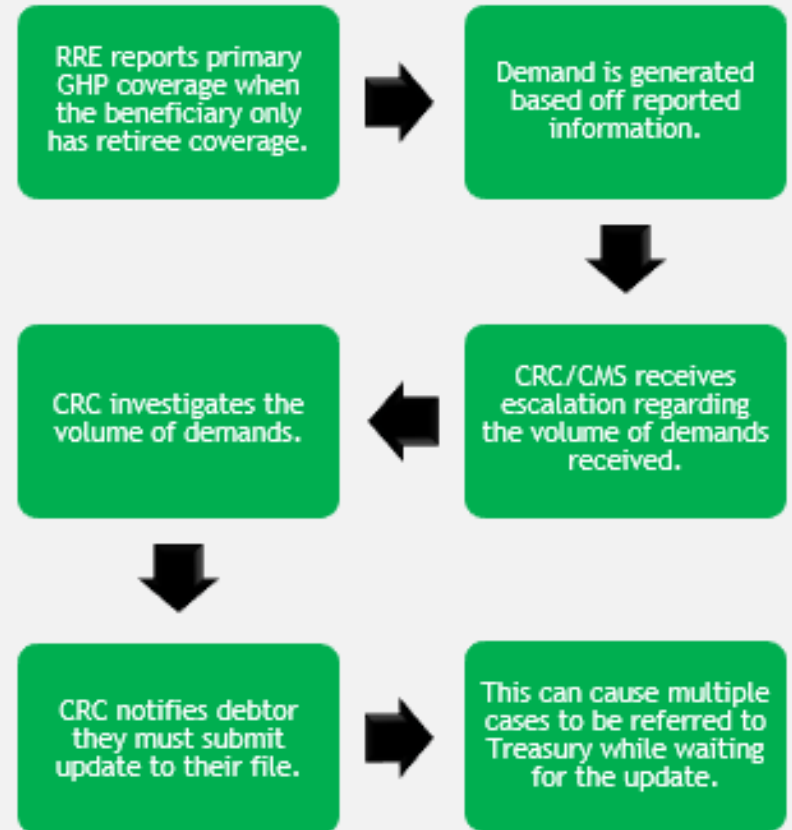 RRE reports primary
GHP coverage when
the beneficiary only
has retiree coverage.
Demand is generated
based off reported
information.
CRC/CMS receives
escalation regarding
the volume of demands
received.
CRC investigates the
volume of demands.
CRC notifies debtor
they must submit
update to their file.
This can cause multiple
cases to be referred to
Treasury while waiting
for the update.